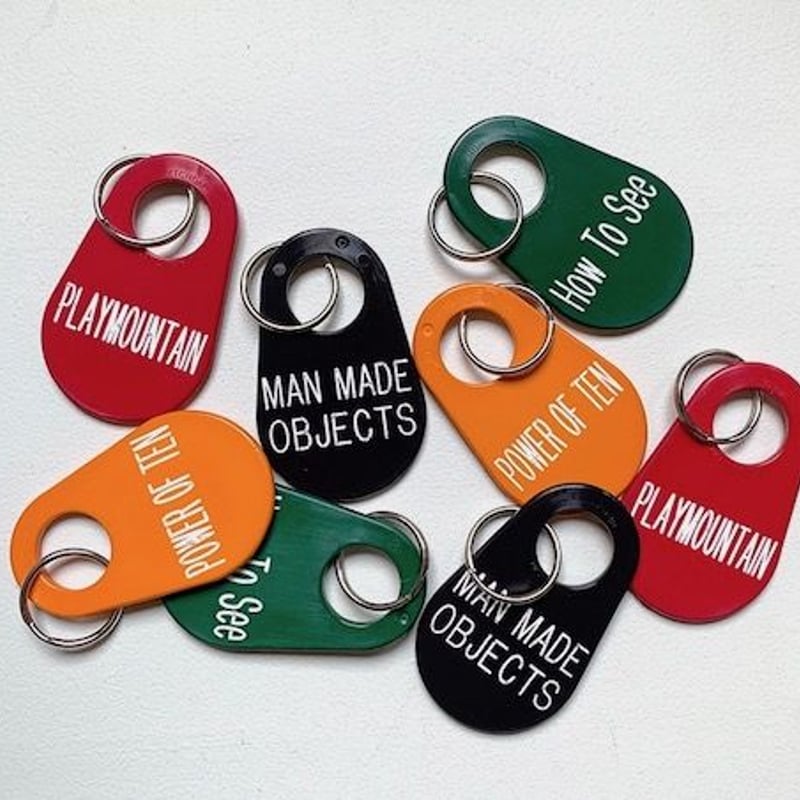 How To See
PLAYMOUNTAIN
MAN MADE
OBJECTS
POWER OF TEN
POWER OF TEN
PLAYMOUNTAIN
To See
MAN MADE
OBJECTS